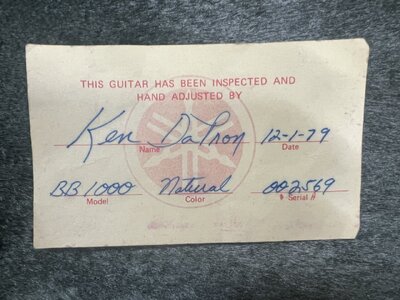 THIS GUITAR HAS BEEN INSPECTED AND
HAND ADJUSTED BY
Ken DaTroy 12-1-79
Name Date
BB1000 Natural 002569
Model Color Serial #